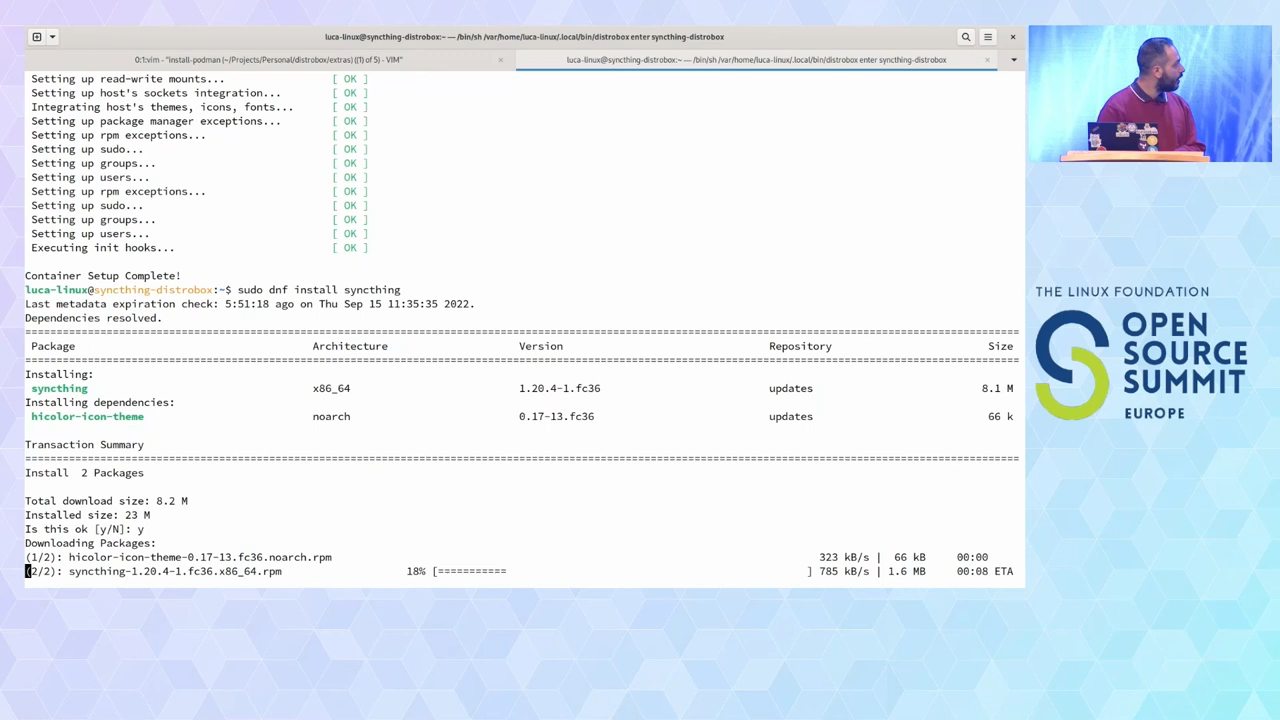 luca-linux@syncthing-distrobox:~ — /bin/sh /var/home/luca-linux/.local/bin/distrobox enter syncthing-distrobox
0:1:vim - "install-podman (~/Projects/Personal/distrobox/extras) ((1) of 5) - VIM"
luca-linux@syncthing-distrobox:~ — /bin/sh /var/home/luca-linux/.local/bin/distrobox enter syncthing-distrobox
Setting up read-write mounts... [ OK ]
Setting up host's sockets integration... [ OK ]
Integrating host's themes, icons, fonts... [ OK ]
Setting up package manager exceptions... [ OK ]
Setting up rpm exceptions... [ OK ]
Setting up sudo... [ OK ]
Setting up groups... [ OK ]
Setting up users... [ OK ]
Setting up rpm exceptions... [ OK ]
Setting up sudo... [ OK ]
Setting up groups... [ OK ]
Setting up users... [ OK ]
Executing init hooks... [ OK ]
Container Setup Complete!
luca-linux@syncthing-distrobox:~$ sudo dnf install syncthing
Last metadata expiration check: 5:51:18 ago on Thu Sep 15 11:35:35 2022.
Dependencies resolved.
Package Architecture Version Repository Size
Installing:
syncthing x86_64 1.20.4-1.fc36 updates 8.1 M
Installing dependencies:
hicolor-icon-theme noarch 0.17-13.fc36 updates 66 k
Transaction Summary
Install 2 Packages
Total download size: 8.2 M
Installed size: 23 M
Is this ok [y/N]: y
Downloading Packages:
(1/2): hicolor-icon-theme-0.17-13.fc36.noarch.rpm 323 kB/s | 66 kB 00:00
(2/2): syncthing-1.20.4-1.fc36.x86_64.rpm 18% [=========== ] 785 kB/s | 1.6 MB 00:08 ETA
THE LINUX FOUNDATION
OPEN
SOURCE
SUMMIT
EUROPE